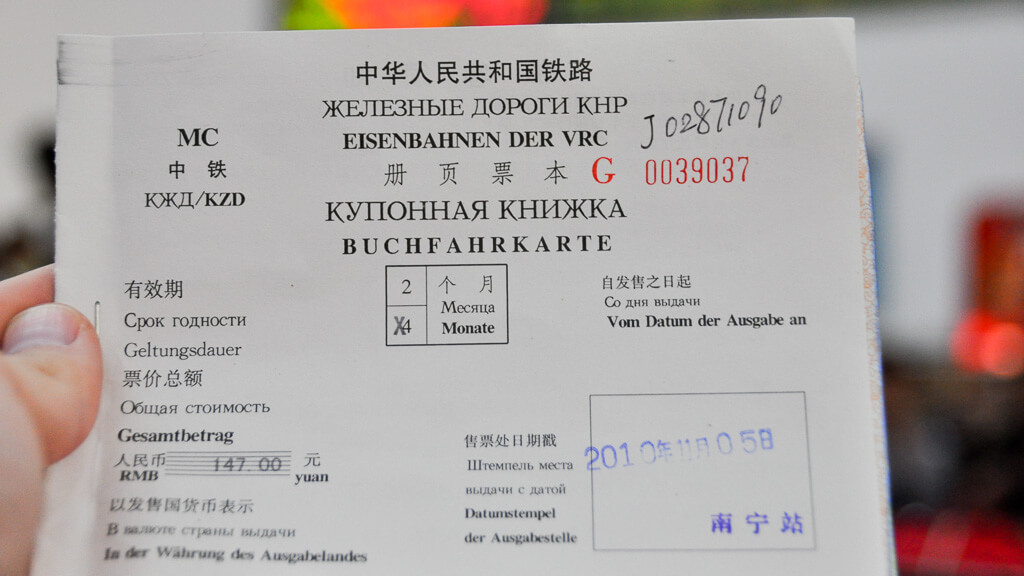 中华人民共和国铁路
ЖЕЛЕЗНЫЕ ДОРОГИ КНР
EISENBAHNEN DER VRC
J02871090
MC
中 铁
КЖД/KZD
册 页 票 本 G 0039037
КУПОННАЯ КНИЖКА
BUCHFAHRKARTE
有效期
Срок годности
Geltungsdauer
2 个 月
Месяца
4 Monate
自发售之日起
Со дня выдачи
Vom Datum der Ausgabe an
票价总额
Общая стоимость
Gesamtbetrag
人民币 147.00 元
RMB yuan
以发售国货币表示
В валюте страны выдачи
In der Währung des Ausgabelandes
售票处日期戳
Штемпель места
выдачи с датой
Datumstempel
der Ausgabestelle
2010年11月05日
南宁站